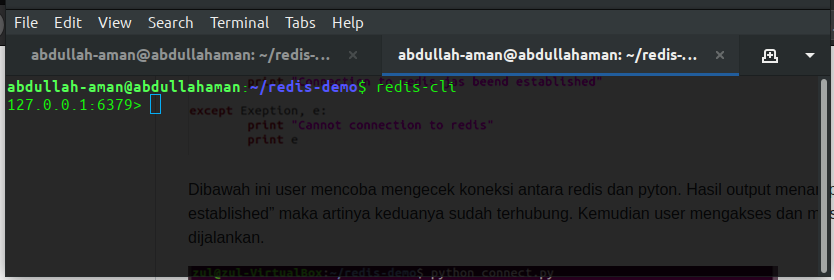 File Edit View Search Terminal Tabs Help
abdullah-aman@abdullahaman: ~/redis-... × abdullah-aman@abdullahaman: ~/redis-... ×
print "Connection to redis has beend established"
abdullah-aman@abdullahaman:~/redis-demo$ redis-cli
127.0.0.1:6379>
except Exeption, e:
print "Cannot connection to redis"
print e
Dibawah ini user mencoba mengecek koneksi antara redis dan pyton. Hasil output
established" maka artinya keduanya sudah terhubung. Kemudian user mengakses dan
dijalankan.
zul@zul-VirtualBox:~/redis-demo$ python connect.py